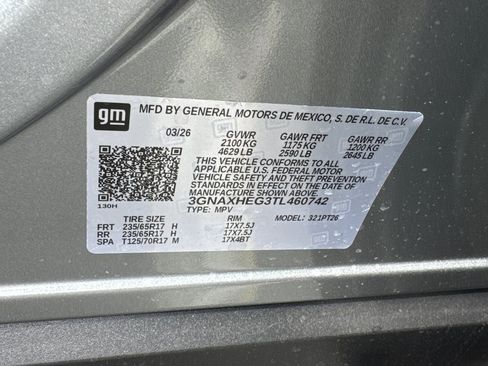 gm
MFD BY GENERAL MOTORS DE MEXICO, S. DE R.L. DE C.V.
03/26 GVWR GAWR FRT GAWR RR
2100 KG 1175 KG 1200 KG
4629 LB 2590 LB 2645 LB
THIS VEHICLE CONFORMS TO ALL
APPLICABLE U.S. FEDERAL MOTOR
VEHICLE SAFETY AND THEFT
PREVENTION STANDARDS IN EFFECT ON
THE DATE OF MANUFACTURE SHOWN ABOVE.
3GNAXHEG3TL460742
TYPE: MPV MODEL: 321PT26
130H
TIRE SIZE RIM
FRT 235/65R17 H 17X7.5J
RR 235/65R17 H 17X7.5J
SPA T125/70R17 M 17X4BT